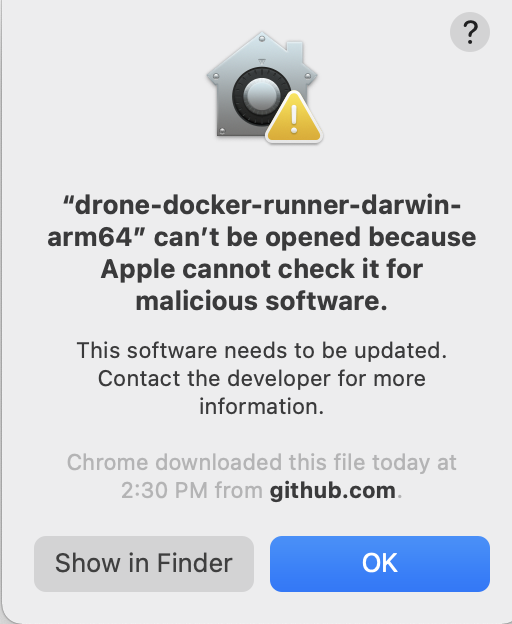 ?
“drone-docker-runner-darwin-
arm64” can’t be opened because
Apple cannot check it for
malicious software.
This software needs to be updated.
Contact the developer for more
information.
Chrome downloaded this file today at
2:30 PM from github.com.
Show in Finder
OK